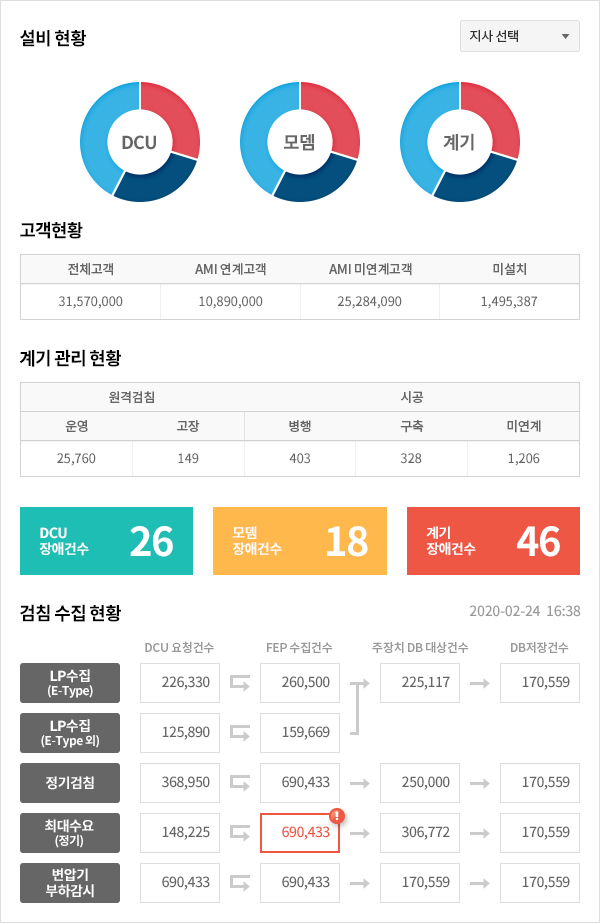 설비 현황
지사 선택
DCU
모뎀
계기
고객현황
전체고객 AMI 연계고객 AMI 미연계고객 미설치
31,570,000 10,890,000 25,284,090 1,495,387
계기 관리 현황
원격검침 시공
운영 고장 병행 구축 미연계
25,760 149 403 328 1,206
DCU
장애건수
26
모뎀
장애건수
18
계기
장애건수
46
검침 수집 현황
2020-02-24 16:38
DCU 요청건수 FEP 수집건수 주장치 DB 대상건수 DB저장건수
LP수집
(E-Type)
226,330 260,500 225,117 170,559
LP수집
(E-Type 외)
125,890 159,669
정기검침 368,950 690,433 250,000 170,559
최대수요
(정기)
148,225 690,433 ! 306,772 170,559
변압기
부하감시
690,433 690,433 170,559 170,559